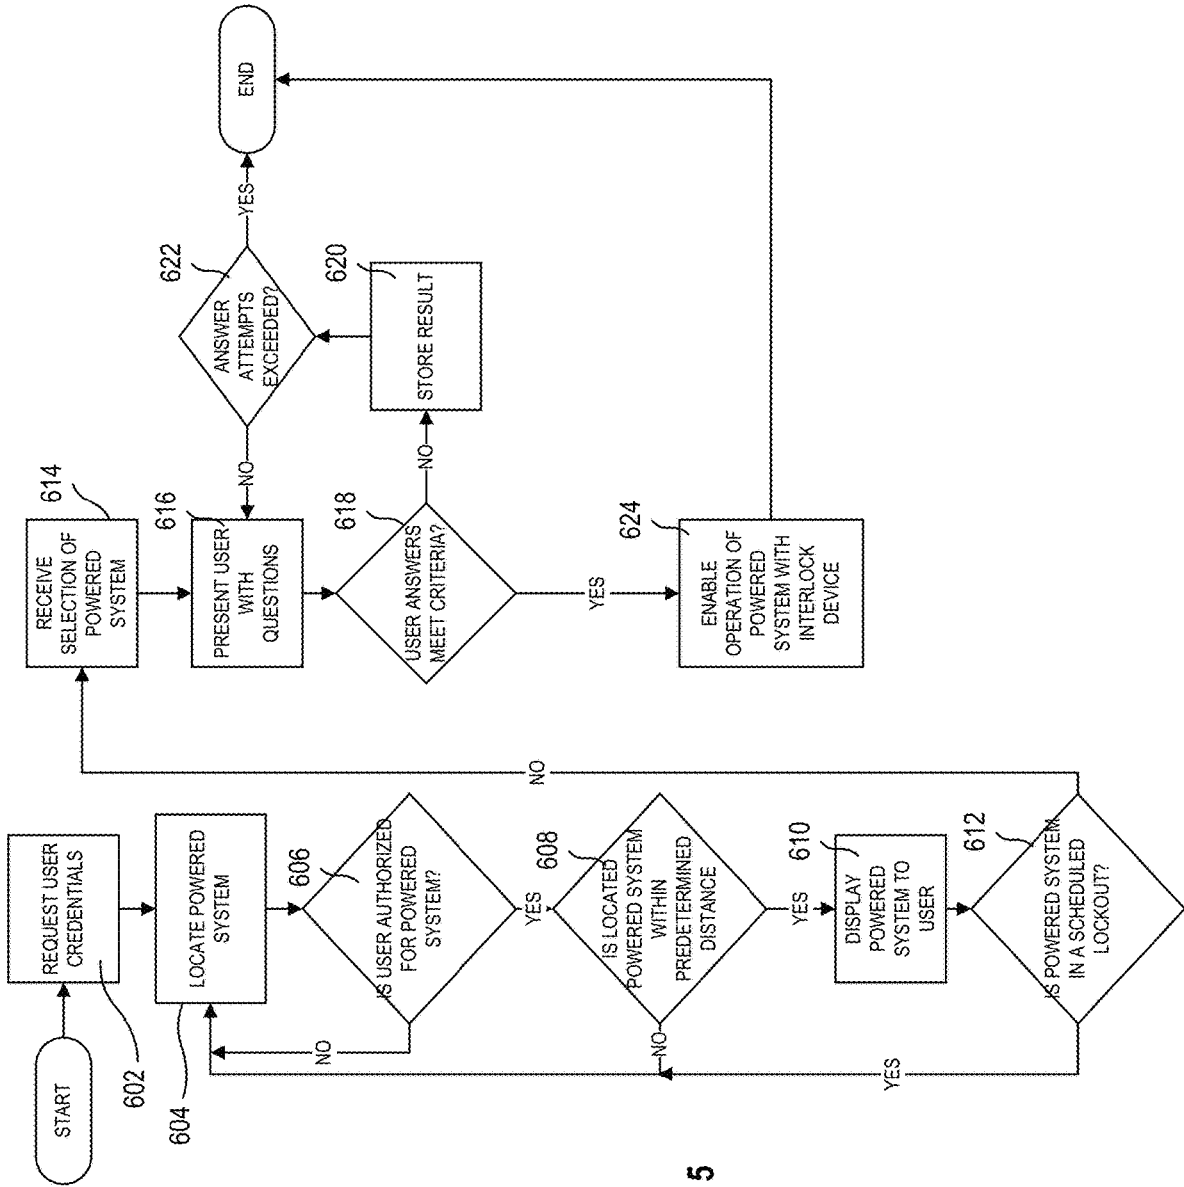 START
REQUEST USER
CREDENTIALS
602
LOCATE POWERED
SYSTEM
604
IS USER AUTHORIZED
FOR POWERED
SYSTEM?
606
NO
YES
IS LOCATED
POWERED SYSTEM
WITHIN
PREDETERMINED
DISTANCE
608
NO
YES
DISPLAY
POWERED
SYSTEM TO
USER
610
IS POWERED SYSTEM
IN A SCHEDULED
LOCKOUT?
612
YES
NO
RECEIVE
SELECTION OF
POWERED
SYSTEM
614
PRESENT USER
WITH
QUESTIONS
616
USER ANSWERS
MEET CRITERIA?
618
NO
YES
STORE RESULT
620
ANSWER
ATTEMPTS
EXCEEDED?
622
NO
YES
ENABLE
OPERATION OF
POWERED
SYSTEM WITH
INTERLOCK
DEVICE
624
END
5